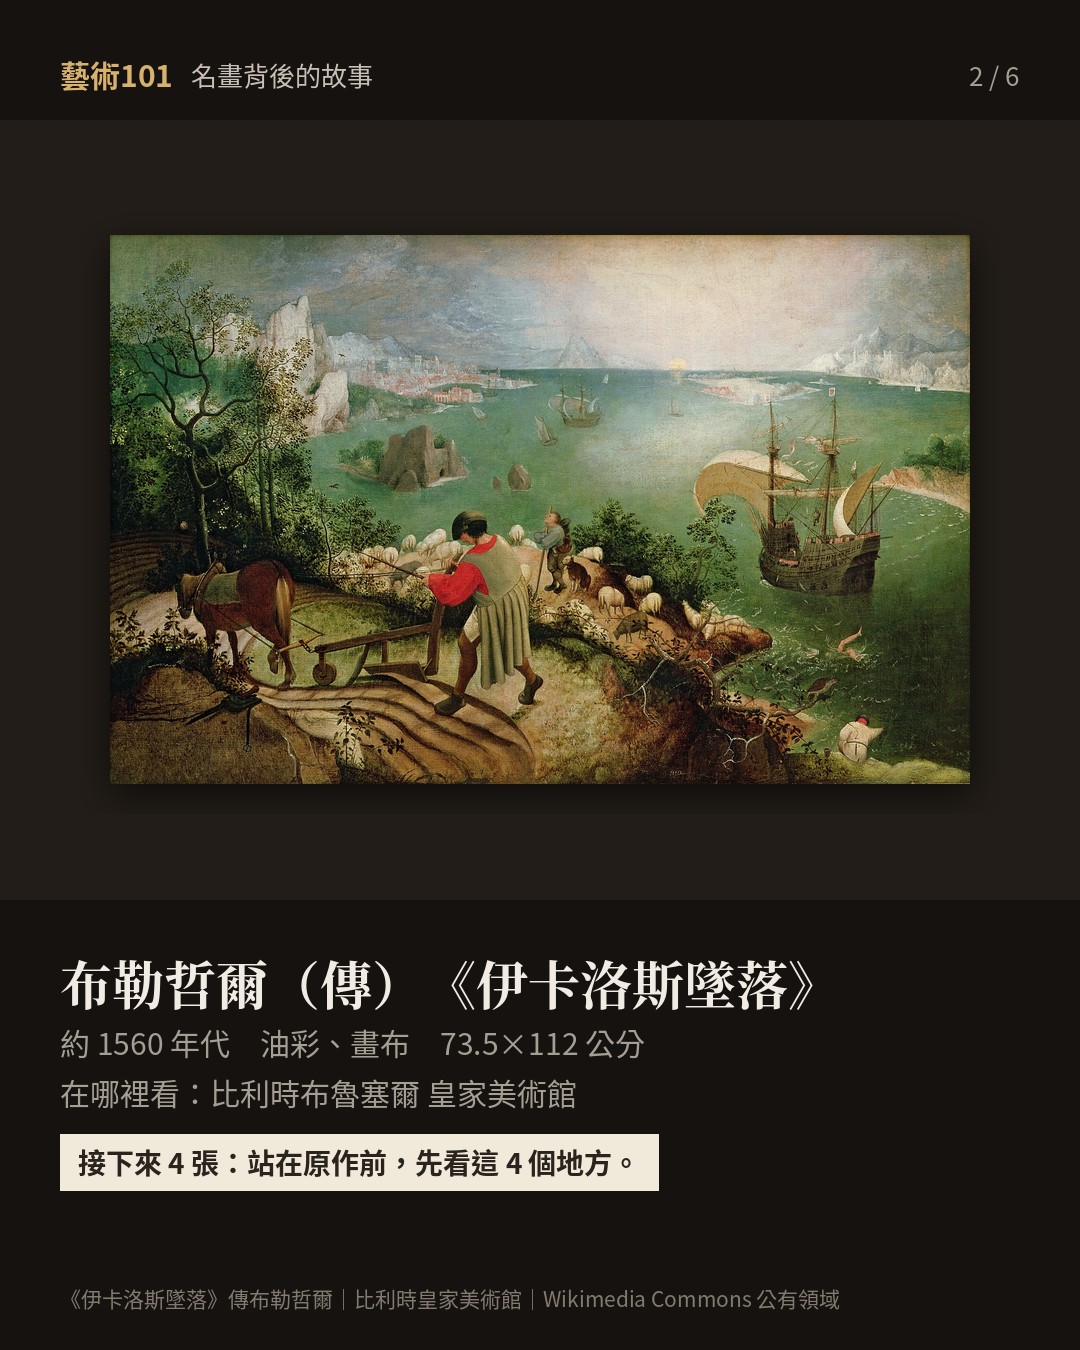 藝術101 名畫背後的故事 2 / 6
布勒哲爾（傳）《伊卡洛斯墜落》
約 1560 年代　油彩、畫布　73.5×112 公分
在哪裡看：比利時布魯塞爾 皇家美術館
接下來 4 張：站在原作前，先看這 4 個地方。
《伊卡洛斯墜落》傳布勒哲爾｜比利時皇家美術館｜Wikimedia Commons 公有領域